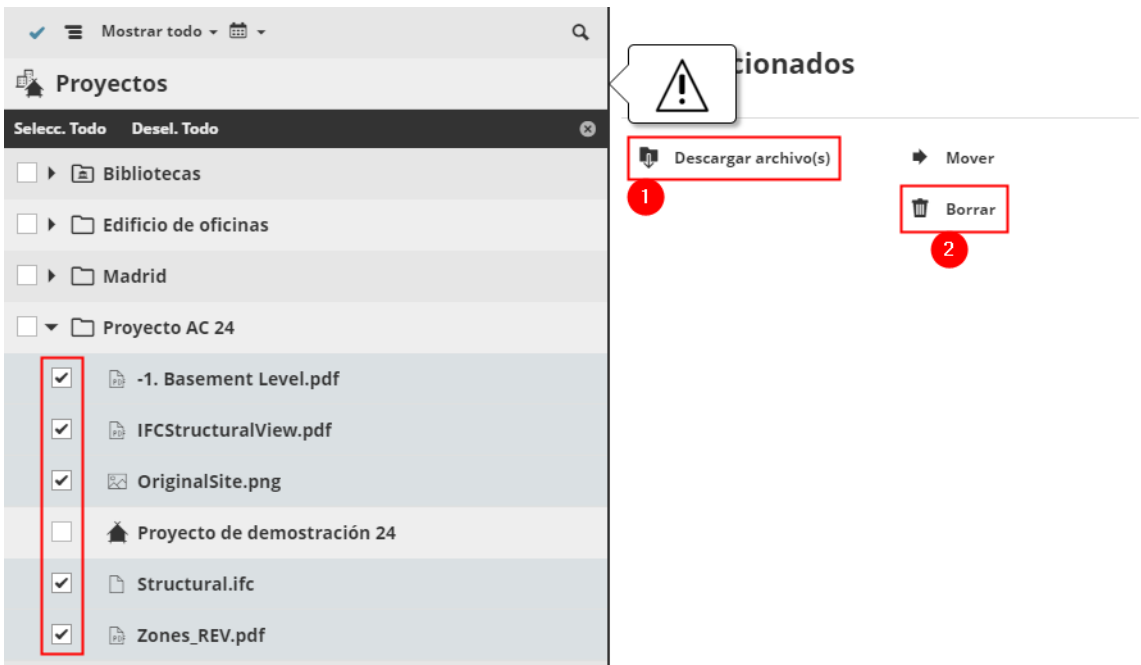 Mostrar todo
Proyectos
Selecc. Todo Desel. Todo
Bibliotecas
Edificio de oficinas
Madrid
Proyecto AC 24
-1. Basement Level.pdf
IFCStructuralView.pdf
OriginalSite.png
Proyecto de demostración 24
Structural.ifc
Zones_REV.pdf
cionados
Descargar archivo(s)
1
Mover
Borrar
2